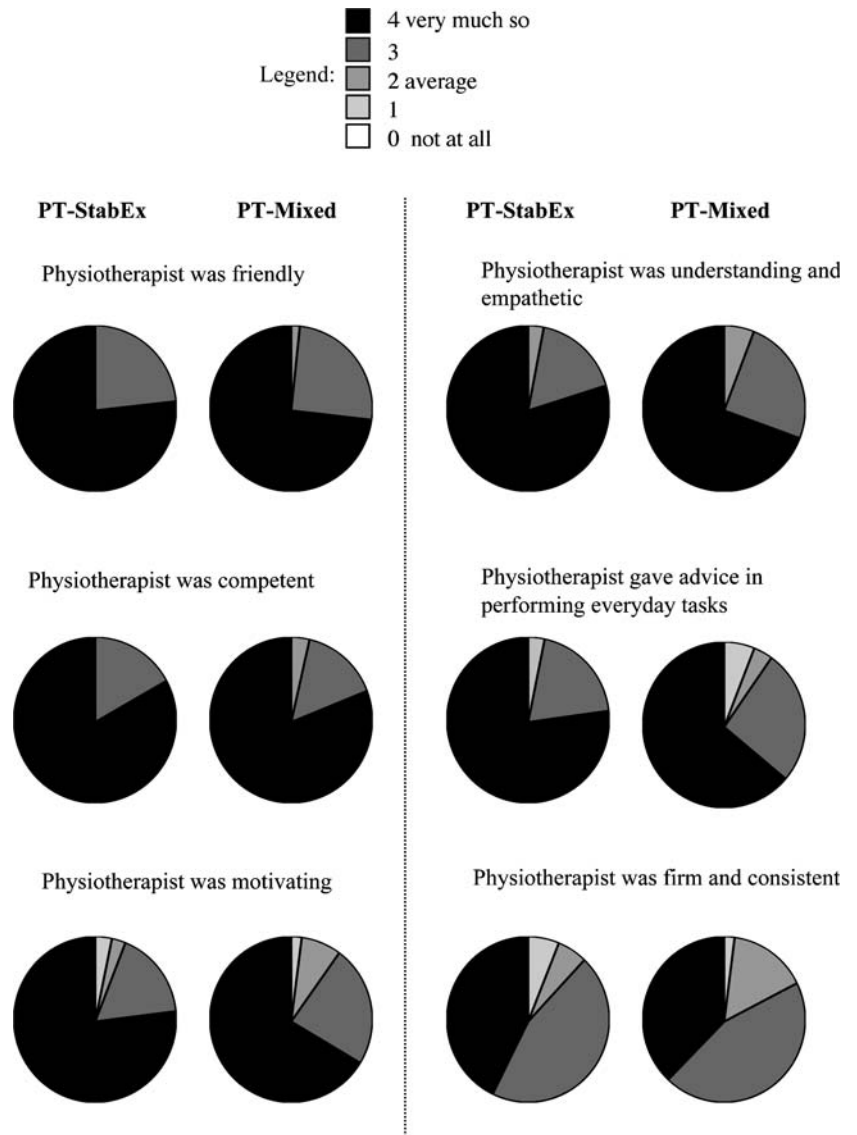 Legend:
4 very much so
3
2 average
1
0 not at all
PT-StabEx
PT-Mixed
PT-StabEx
PT-Mixed
Physiotherapist was friendly
Physiotherapist was understanding and
empathetic
Physiotherapist was competent
Physiotherapist gave advice in
performing everyday tasks
Physiotherapist was motivating
Physiotherapist was firm and consistent